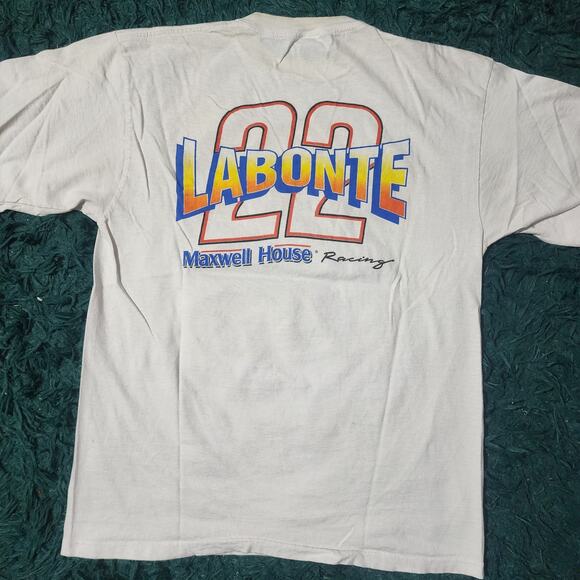 22
LABONTE
Maxwell House® Racing